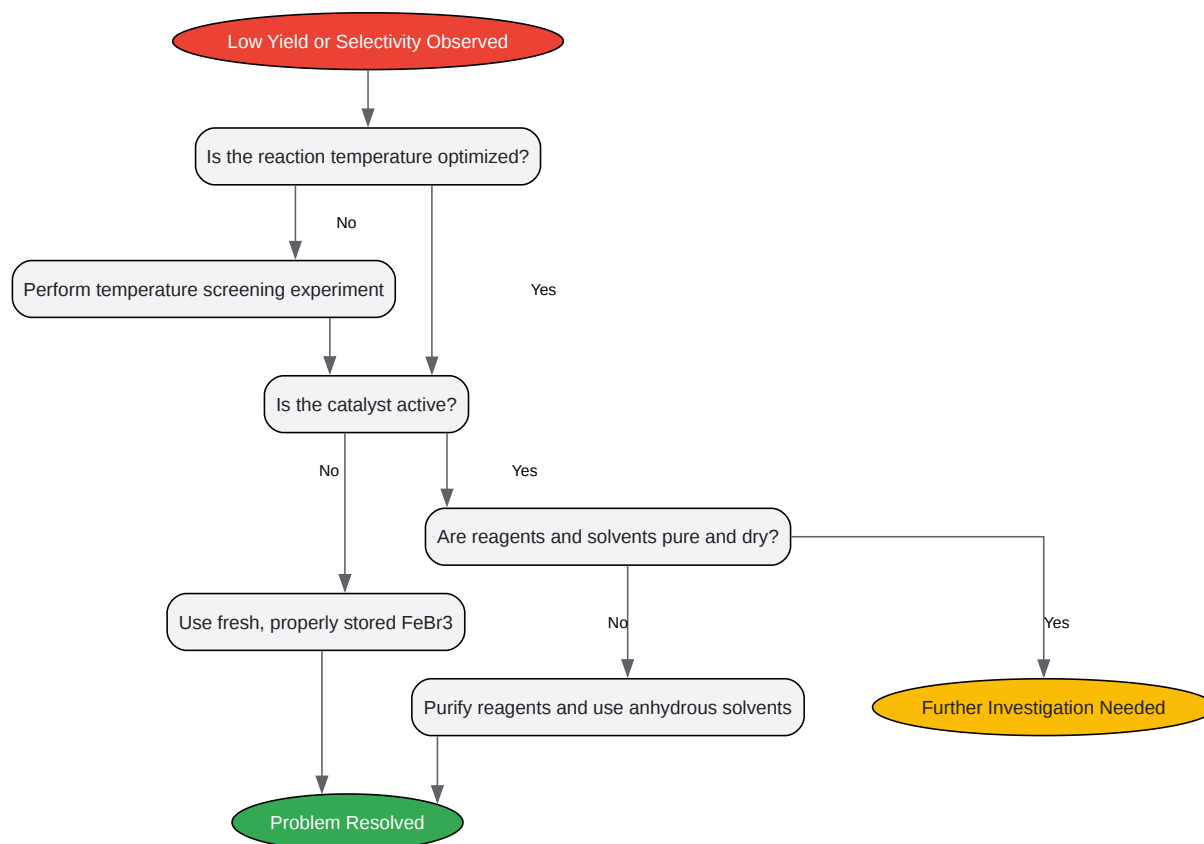 Low Yield or Selectivity Observed
Is the reaction temperature optimized?
No
Perform temperature screening experiment
Yes
Is the catalyst active?
No
Yes
Are reagents and solvents pure and dry?
Use fresh, properly stored FeBr3
No
Yes
Purify reagents and use anhydrous solvents
Further Investigation Needed
Problem Resolved